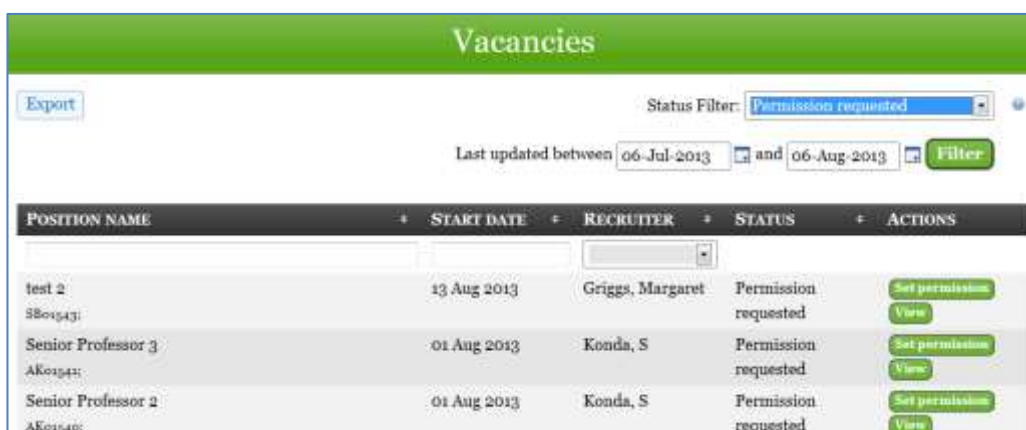 Vacancies
Export
Status Filter: Permission requested
Last updated between 06-Jul-2013 and 06-Aug-2013 Filter
POSITION NAME START DATE RECRUITER STATUS ACTIONS
test 2 13 Aug 2013 Griggs, Margaret Permission Set permission
SB01543; requested View
Senior Professor 3 01 Aug 2013 Konda, S Permission Set permission
AK01541; requested View
Senior Professor 2 01 Aug 2013 Konda, S Permission Set permission
AK01540; requested View